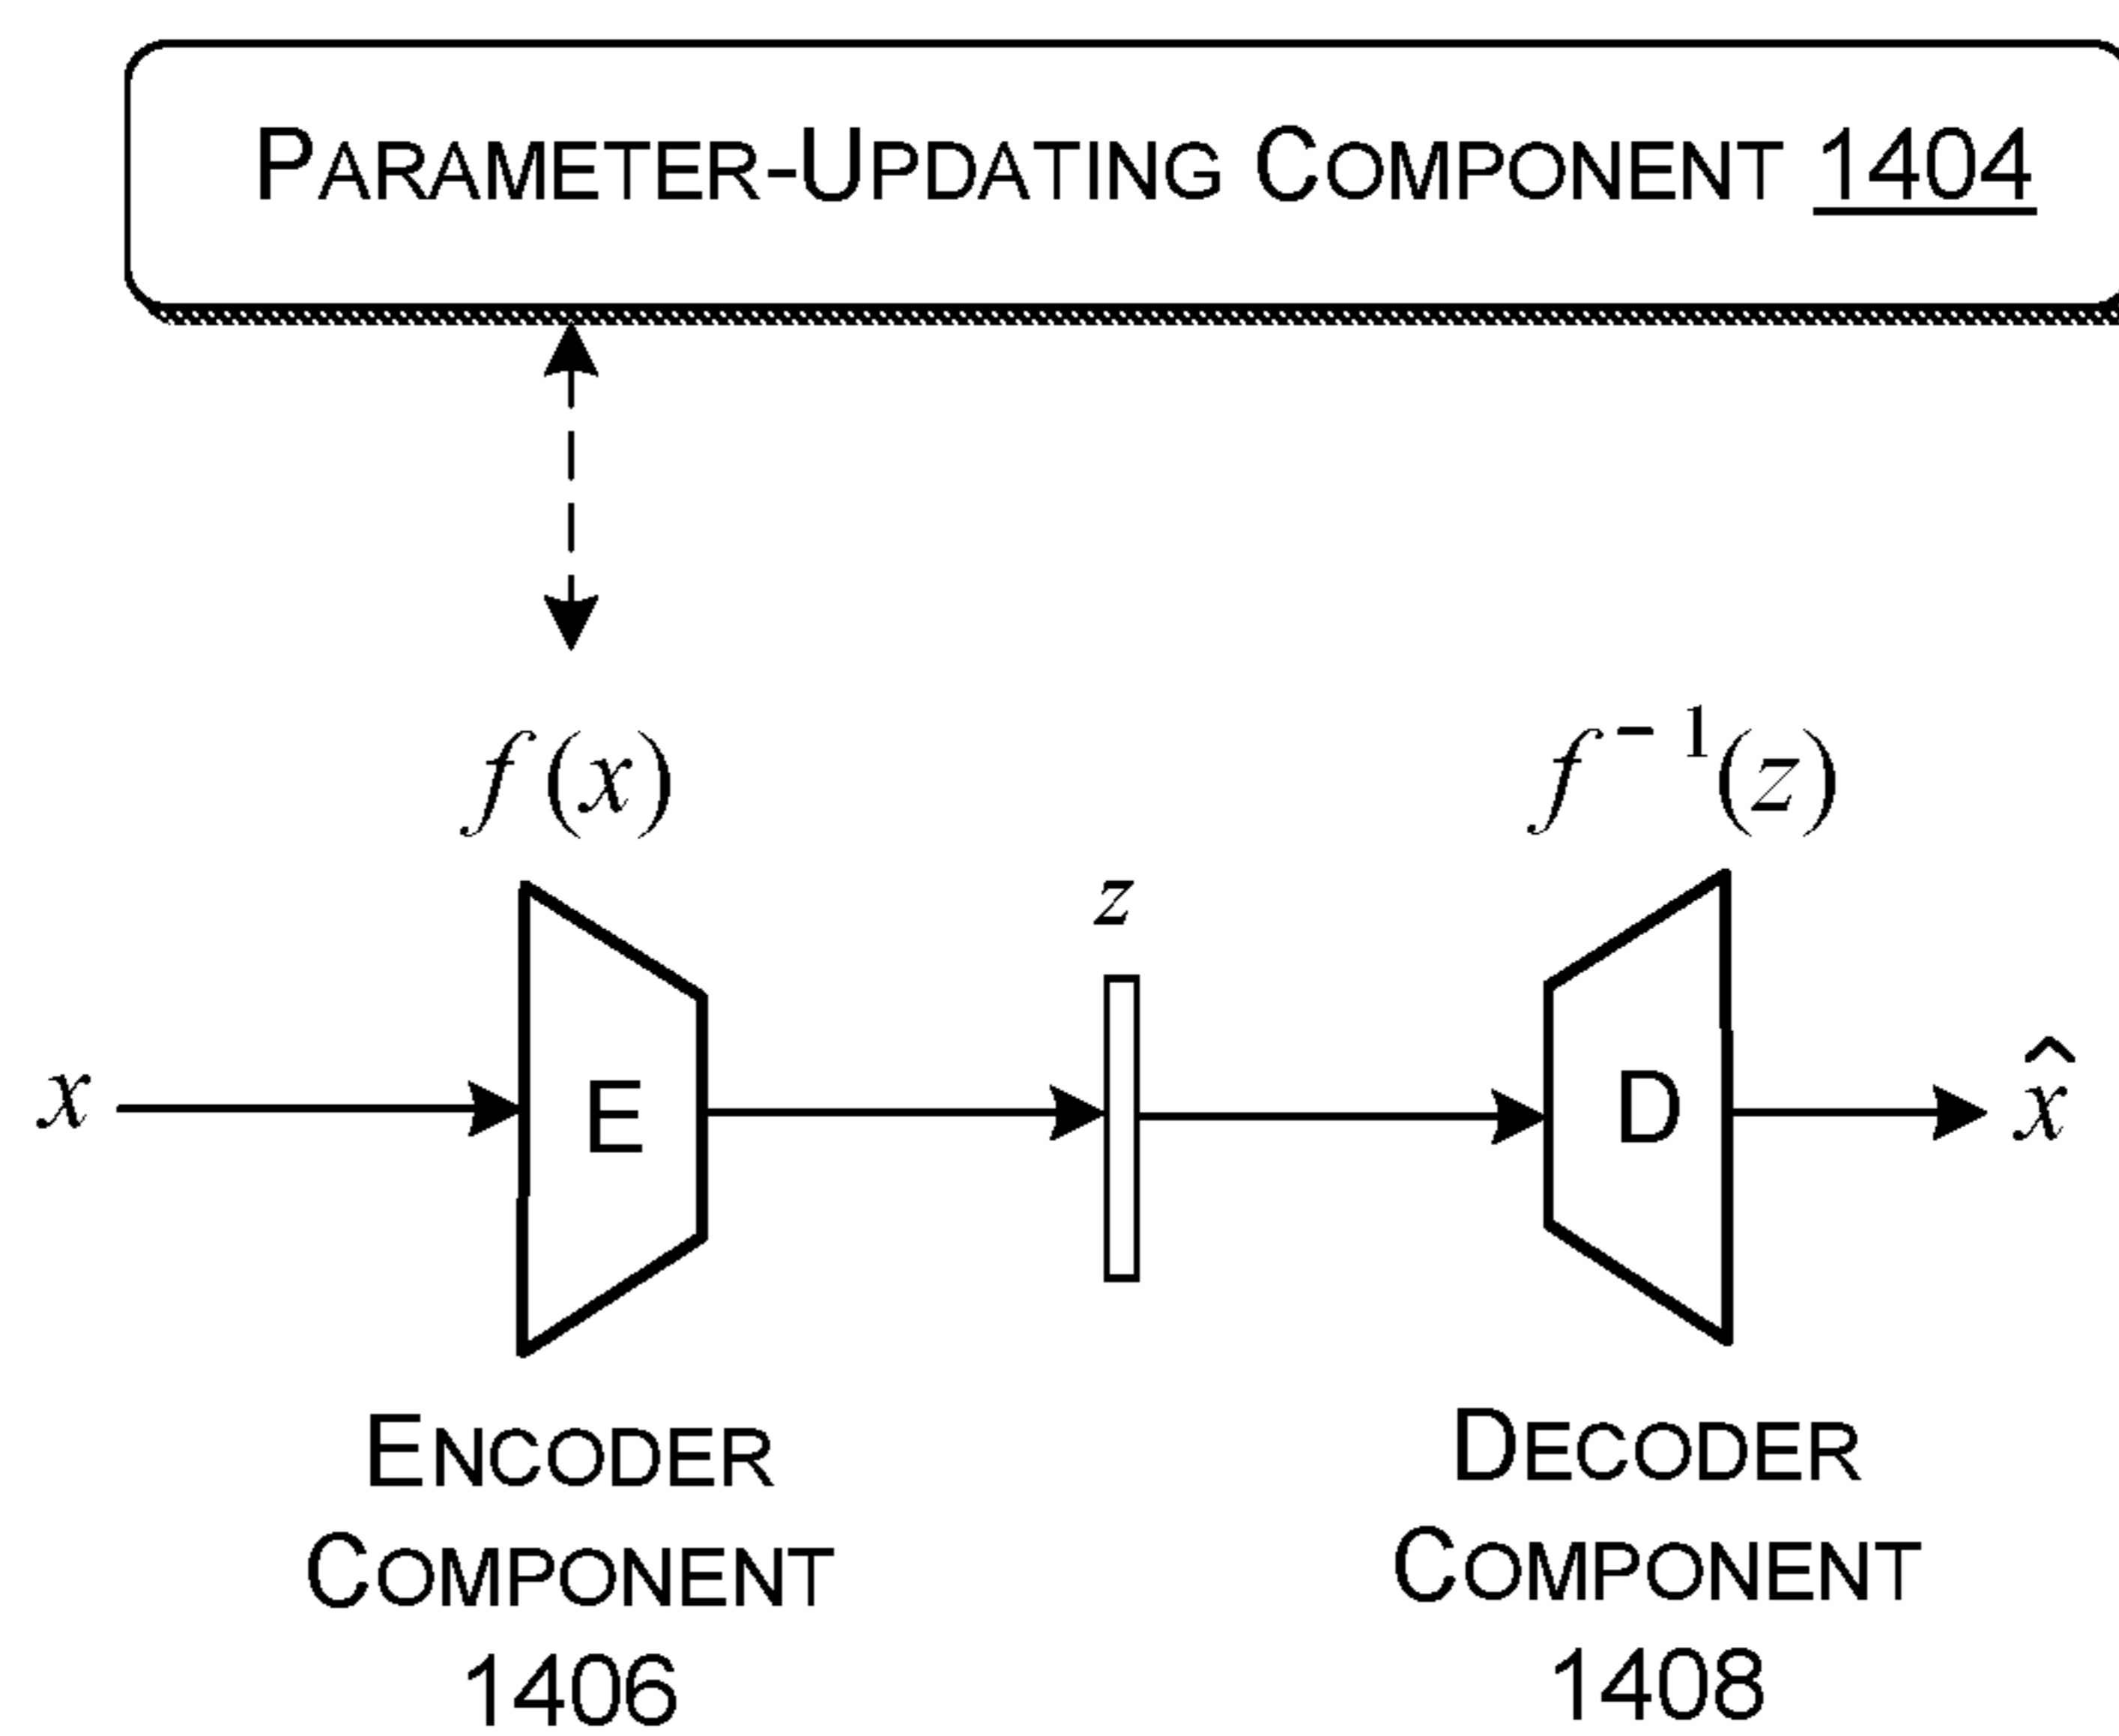 PARAMETER-UPDATING COMPONENT 1404
f(x)
f⁻¹(z)
z
x
E
D
x̂
ENCODER
COMPONENT
1406
DECODER
COMPONENT
1408